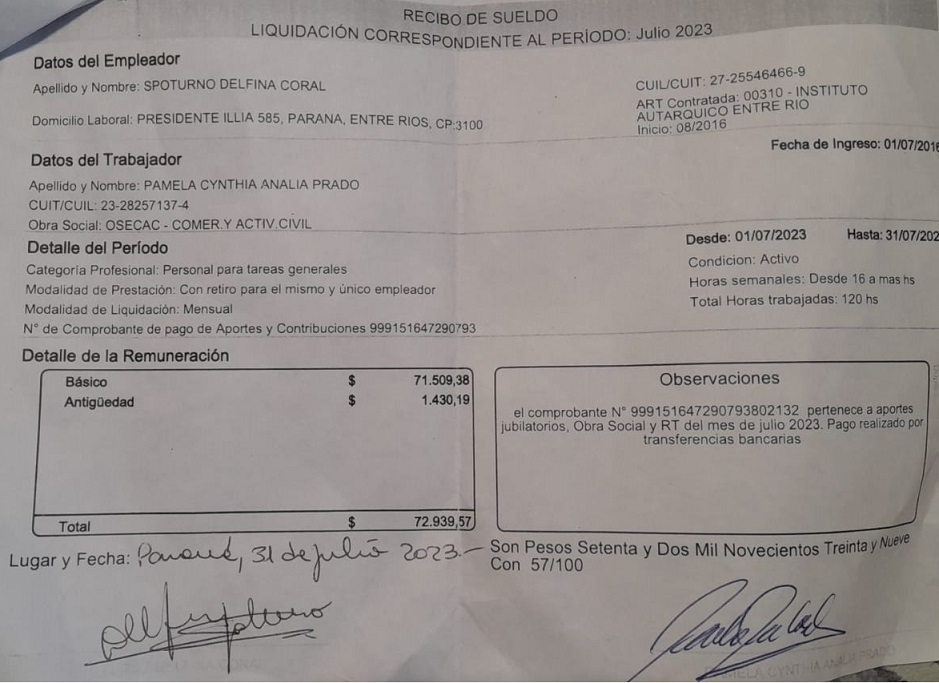 RECIBO DE SUELDO
LIQUIDACIÓN CORRESPONDIENTE AL PERÍODO: Julio 2023
Datos del Empleador
Apellido y Nombre: SPOTURNO DELFINA CORAL
CUIL/CUIT: 27-25546466-9
ART Contratada: 00310 - INSTITUTO
AUTARQUICO ENTRE RIO
Inicio: 08/2016
Domicilio Laboral: PRESIDENTE ILLIA 585, PARANA, ENTRE RIOS, CP:3100
Fecha de Ingreso: 01/07/2016
Datos del Trabajador
Apellido y Nombre: PAMELA CYNTHIA ANALIA PRADO
CUIT/CUIL: 23-28257137-4
Obra Social: OSECAC - COMER.Y ACTIV.CIVIL
Detalle del Período
Desde: 01/07/2023 Hasta: 31/07/202
Categoría Profesional: Personal para tareas generales
Condicion: Activo
Modalidad de Prestación: Con retiro para el mismo y único empleador
Horas semanales: Desde 16 a mas hs
Modalidad de Liquidación: Mensual
Total Horas trabajadas: 120 hs
N° de Comprobante de pago de Aportes y Contribuciones 999151647290793
Detalle de la Remuneración
Básico $ 71.509,38
Antigüedad $ 1.430,19
Total $ 72.939,57
Observaciones
el comprobante N° 999151647290793802132 pertenece a aportes
jubilatorios, Obra Social y RT del mes de julio 2023. Pago realizado por
transferencias bancarias
Lugar y Fecha: Paraná, 31 de julio 2023.-
Son Pesos Setenta y Dos Mil Novecientos Treinta y Nueve
Con 57/100
PAMELA CYNTHIA ANALIA PRADO